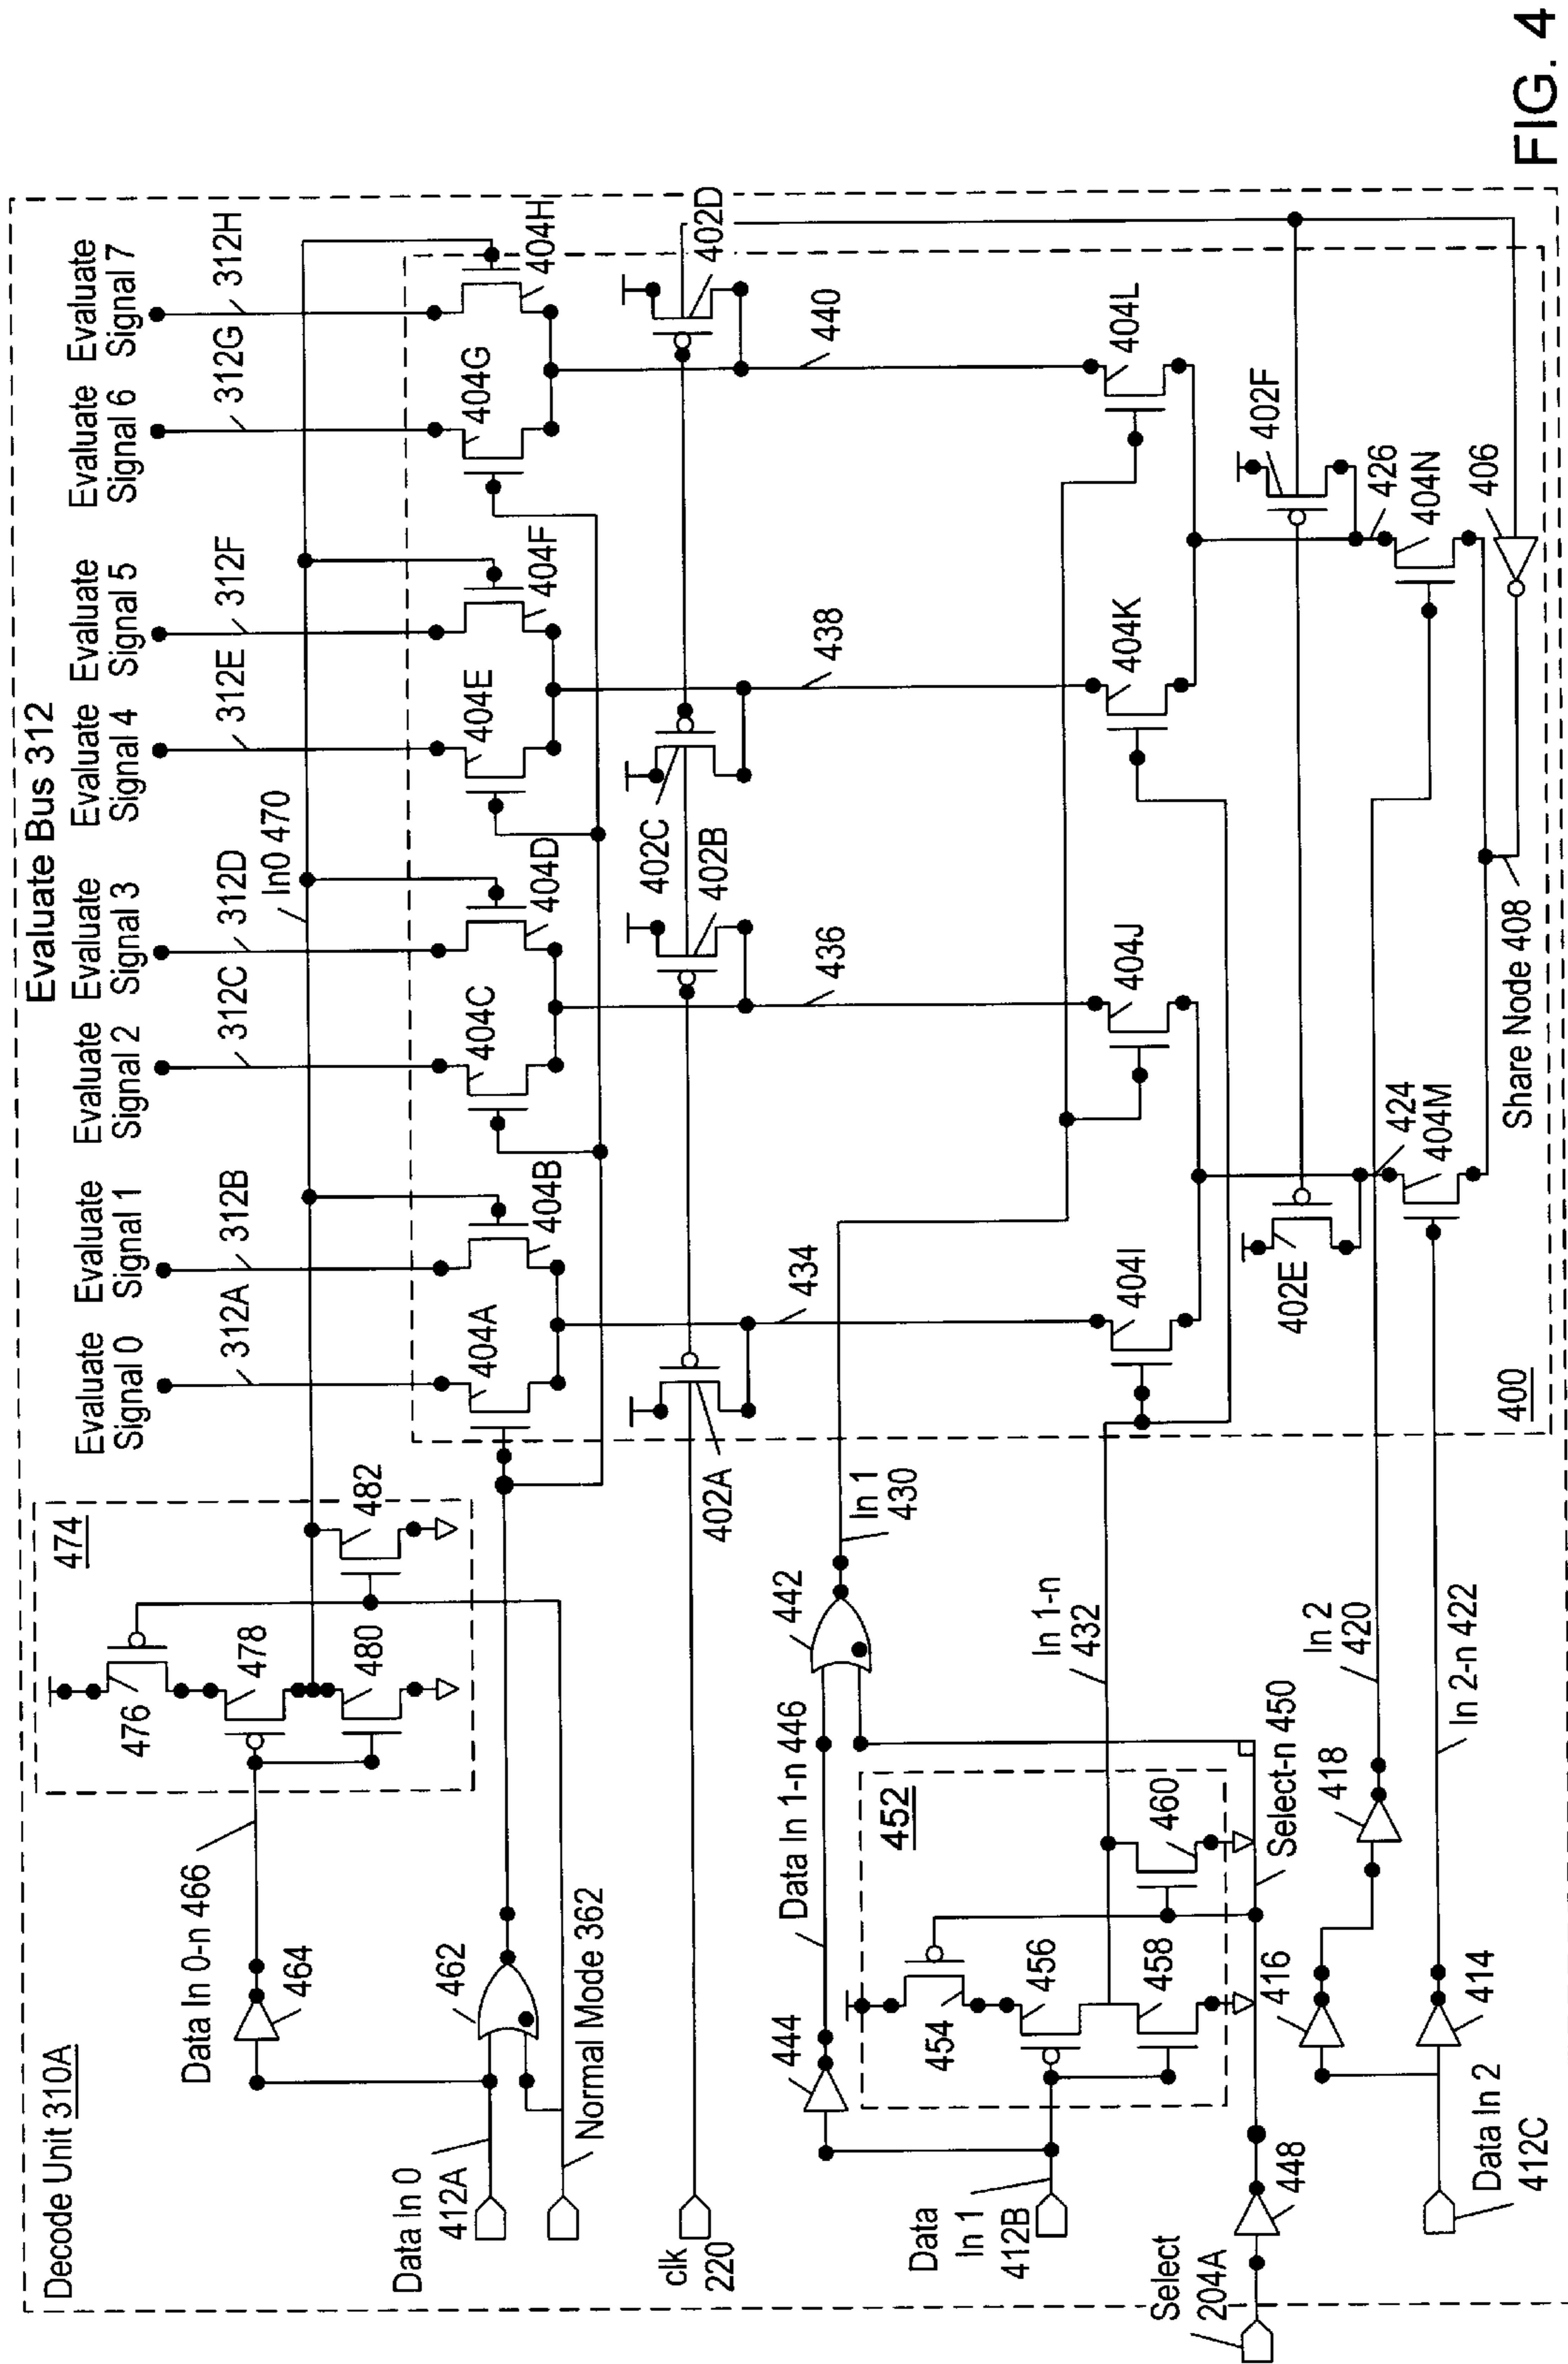 Decode Unit 310A
Evaluate Bus 312
Evaluate
Signal 0
Evaluate
Signal 1
Evaluate
Signal 2
Evaluate
Signal 3
Evaluate
Signal 4
Evaluate
Signal 5
Evaluate
Signal 6
Evaluate
Signal 7
312A
312B
312C
312D
312E
312F
312G
312H
In0 470
474
476
478
480
482
Data In 0-n 466
464
462
Normal Mode 362
Data In 0
412A
404A
404B
404C
404D
404E
404F
404G
404H
clk
220
402A
402B
402C
402D
434
436
438
440
Data In 1-n 446
444
442
In 1
430
452
454
456
458
460
In 1-n
432
Data
In 1
412B
404I
404J
404K
404L
402E
402F
Select
204A
448
Select-n 450
416
418
414
In 2
420
In 2-n 422
Data In 2
412C
424
404M
426
404N
406
Share Node 408
400
FIG. 4